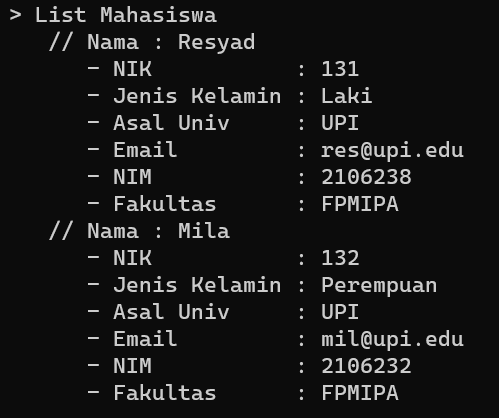 > List Mahasiswa
// Nama : Resyad
- NIK : 131
- Jenis Kelamin : Laki
- Asal Univ : UPI
- Email : res@upi.edu
- NIM : 2106238
- Fakultas : FPMIPA
// Nama : Mila
- NIK : 132
- Jenis Kelamin : Perempuan
- Asal Univ : UPI
- Email : mil@upi.edu
- NIM : 2106232
- Fakultas : FPMIPA